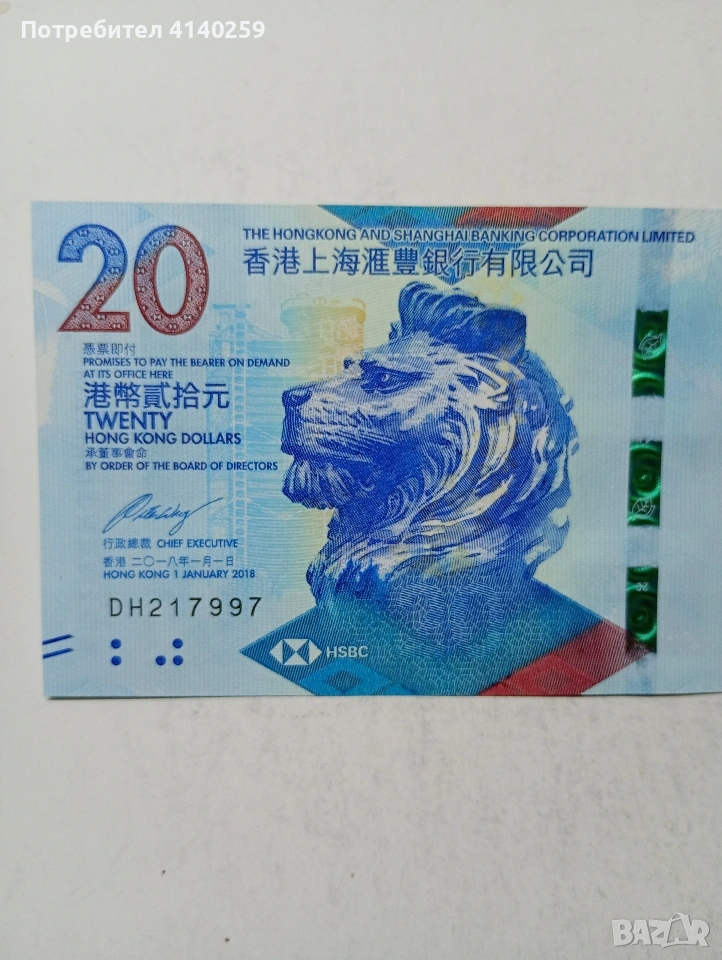 Потребител 4140259
20
THE HONGKONG AND SHANGHAI BANKING CORPORATION LIMITED
香港上海滙豐銀行有限公司
憑票即付
PROMISES TO PAY THE BEARER ON DEMAND
AT ITS OFFICE HERE
港幣貳拾元
TWENTY
HONG KONG DOLLARS
承董事會命
BY ORDER OF THE BOARD OF DIRECTORS
行政總裁 CHIEF EXECUTIVE
香港 二〇一八年一月一日
HONG KONG 1 JANUARY 2018
DH217997
HSBC
BAZAR